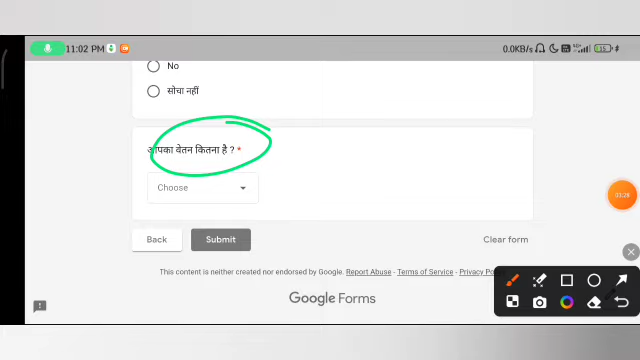 11:02 PM
0.0KB/s
No
सोचा नहीं
आपका वेतन कितना है ? *
Choose
Back
Submit
Clear form
This content is neither created nor endorsed by Google. Report Abuse - Terms of Service - Privacy
Google Forms